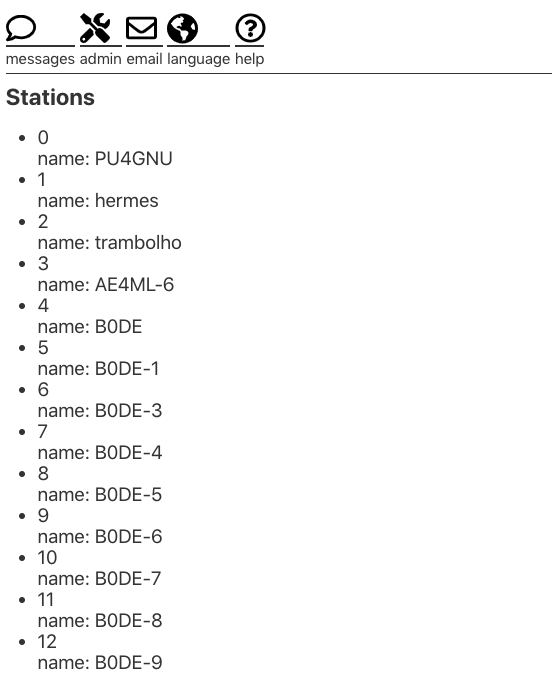 messages admin email language help
Stations
0
name: PU4GNU
1
name: hermes
2
name: trambolho
3
name: AE4ML-6
4
name: B0DE
5
name: B0DE-1
6
name: B0DE-3
7
name: B0DE-4
8
name: B0DE-5
9
name: B0DE-6
10
name: B0DE-7
11
name: B0DE-8
12
name: B0DE-9